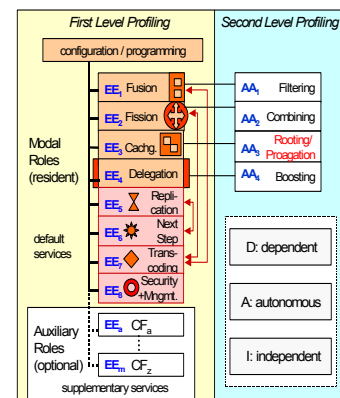 First Level Profiling
Second Level Profiling
configuration / programming
EE1 Fusion
EE2 Fission
EE3 Cachg.
EE4 Delegation
EE5 Repli-
cation
EE6 Next
Step
EE7 Trans-
coding
EE8 Security
+Mngmt.
Modal
Roles
(resident)
default
services
Auxiliary
Roles
(optional)
EEa CFa
EEm CFz
supplementary services
AA1 Filtering
AA2 Combining
AA3 Rooting/
Proagation
AA4 Boosting
D: dependent
A: autonomous
I: independent